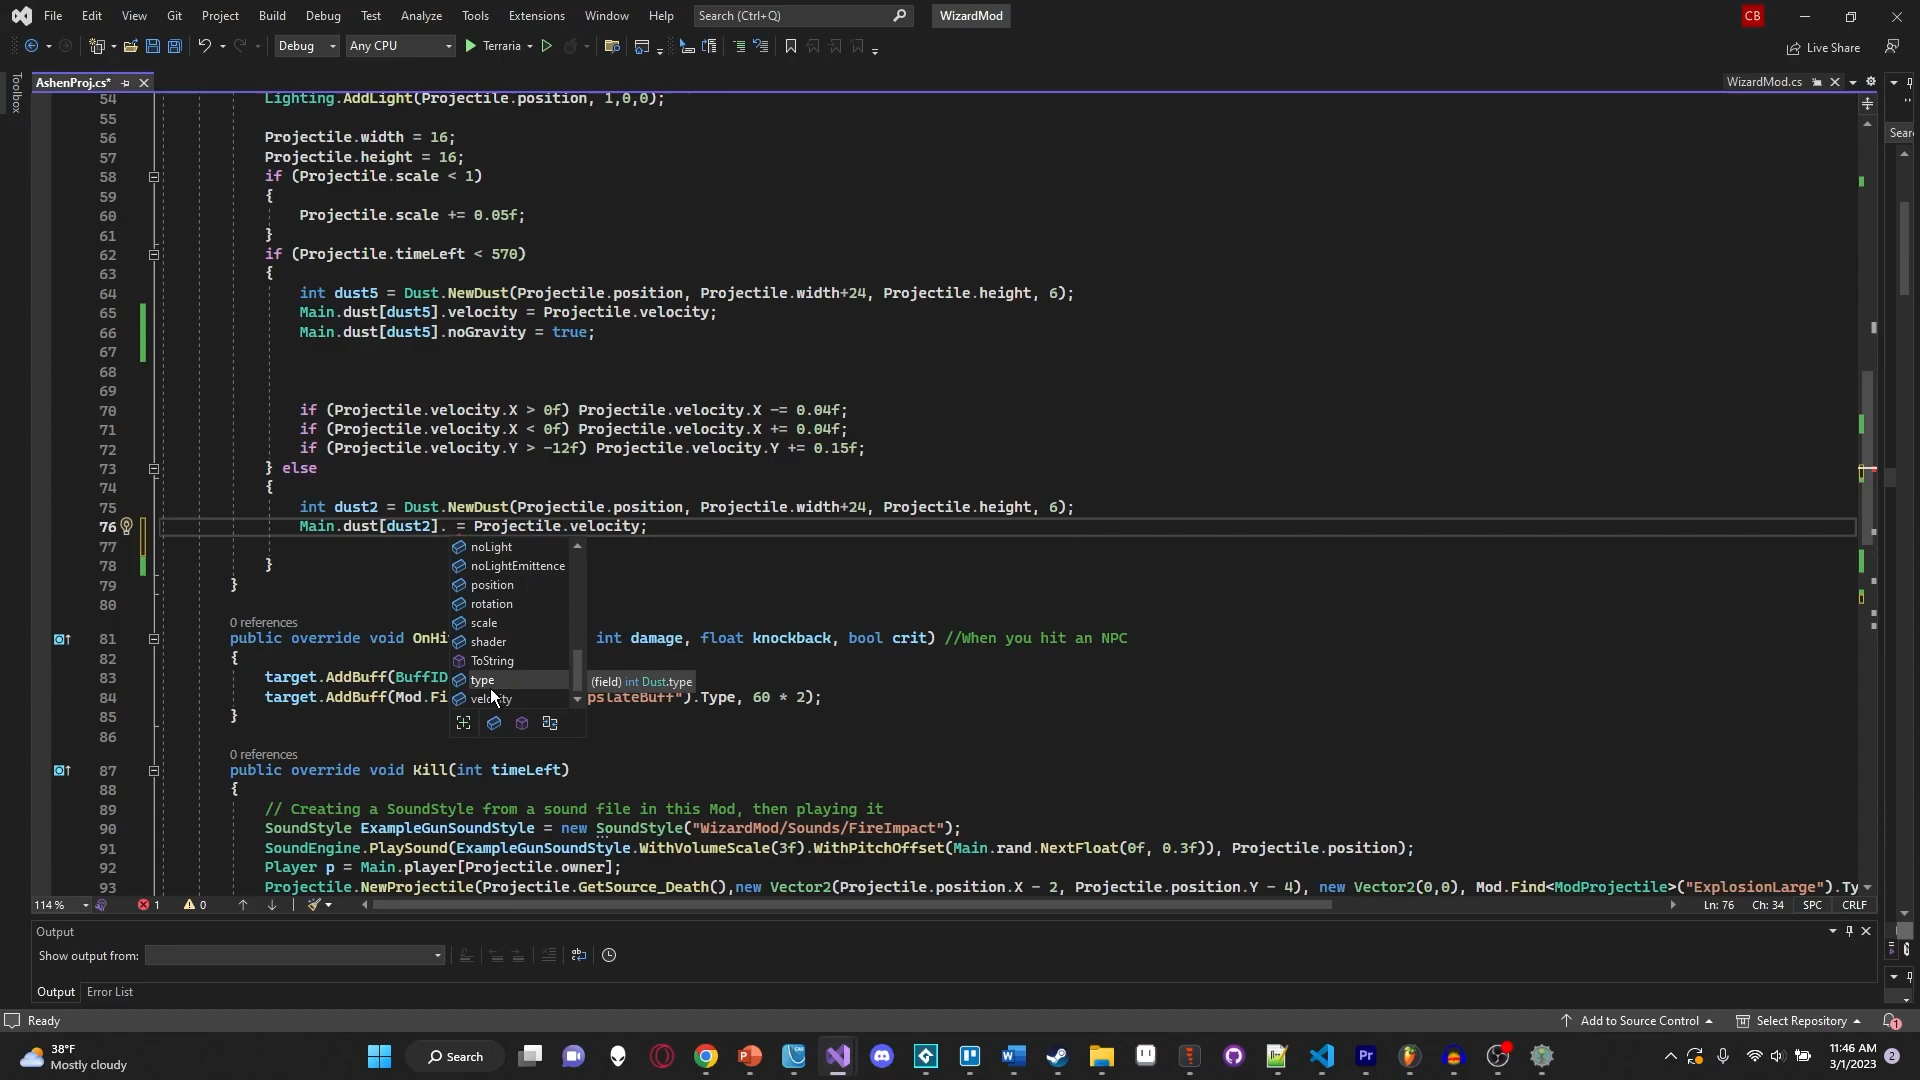 File Edit View Git Project Build Debug Test Analyze Tools Extensions Window Help Search (Ctrl+Q) WizardMod CB
Debug Any CPU Terraria Live Share
Toolbox
AshenProj.cs* WizardMod.cs
54 Lighting.AddLight(Projectile.position, 1,0,0);
55
56 Projectile.width = 16;
57 Projectile.height = 16;
58 if (Projectile.scale < 1)
59 {
60 Projectile.scale += 0.05f;
61 }
62 if (Projectile.timeLeft < 570)
63 {
64 int dust5 = Dust.NewDust(Projectile.position, Projectile.width+24, Projectile.height, 6);
65 Main.dust[dust5].velocity = Projectile.velocity;
66 Main.dust[dust5].noGravity = true;
67
68
69
70 if (Projectile.velocity.X > 0f) Projectile.velocity.X -= 0.04f;
71 if (Projectile.velocity.X < 0f) Projectile.velocity.X += 0.04f;
72 if (Projectile.velocity.Y > -12f) Projectile.velocity.Y += 0.15f;
73 } else
74 {
75 int dust2 = Dust.NewDust(Projectile.position, Projectile.width+24, Projectile.height, 6);
76 Main.dust[dust2]. = Projectile.velocity;
77
78 }
79 }
80
noLight
noLightEmittence
position
rotation
scale
shader
ToString
type
velocity
(field) int Dust.type
0 references
81 public override void OnHi int damage, float knockback, bool crit) //When you hit an NPC
82 {
83 target.AddBuff(BuffID
84 target.AddBuff(Mod.Fi pslateBuff").Type, 60 * 2);
85 }
86
0 references
87 public override void Kill(int timeLeft)
88 {
89 // Creating a SoundStyle from a sound file in this Mod, then playing it
90 SoundStyle ExampleGunSoundStyle = new SoundStyle("WizardMod/Sounds/FireImpact");
91 SoundEngine.PlaySound(ExampleGunSoundStyle.WithVolumeScale(3f).WithPitchOffset(Main.rand.NextFloat(0f, 0.3f)), Projectile.position);
92 Player p = Main.player[Projectile.owner];
93 Projectile.NewProjectile(Projectile.GetSource_Death(),new Vector2(Projectile.position.X - 2, Projectile.position.Y - 4), new Vector2(0,0), Mod.Find<ModProjectile>("ExplosionLarge").Ty
Sear
114 % 1 0 Ln: 76 Ch: 34 SPC CRLF
Output
Show output from:
Output Error List
Ready Add to Source Control Select Repository 1
38°F
Mostly cloudy
Search
11:46 AM
3/1/2023
2